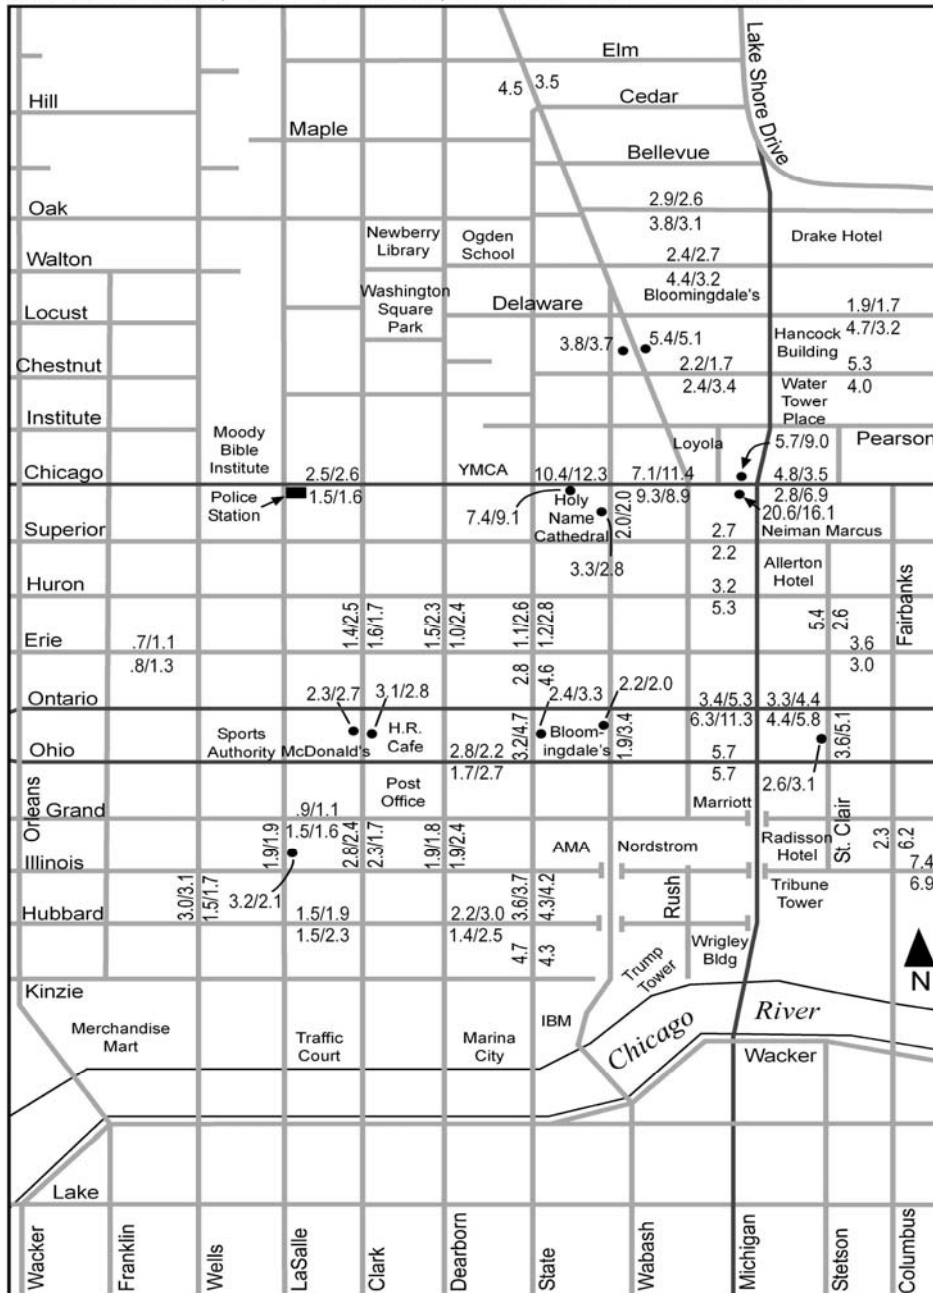 Elm
Lake Shore Drive
4.5
3.5
Hill
Cedar
Maple
Bellevue
Oak
2.9/2.6
3.8/3.1
Newberry
Library
Ogden
School
Drake Hotel
Walton
2.4/2.7
4.4/3.2
Bloomingdale's
Washington
Square
Park
Delaware
1.9/1.7
Locust
4.7/3.2
Hancock
Building
3.8/3.7
5.4/5.1
Chestnut
2.2/1.7
5.3
2.4/3.4
Water
Tower
Place
4.0
Institute
Moody
Bible
Institute
Loyola
5.7/9.0
Pearson
Chicago
2.5/2.6
YMCA
10.4/12.3
7.1/11.4
4.8/3.5
Police
Station
1.5/1.6
7.4/9.1
Holy
Name
Cathedral
2.0/2.0
9.3/8.9
2.8/6.9
20.6/16.1
Neiman Marcus
Superior
2.7
2.2
3.3/2.8
Allerton
Hotel
Huron
3.2
5.3
Fairbanks
1.4/2.5
1.6/1.7
1.5/2.3
1.0/2.4
1.1/2.6
1.2/2.8
5.4
2.6
Erie
.7/1.1
3.6
.8/1.3
3.0
2.8
4.6
Ontario
2.3/2.7
3.1/2.8
2.4/3.3
2.2/2.0
3.4/5.3
3.3/4.4
6.3/11.3
4.4/5.8
Ohio
Sports
Authority
McDonald's
H.R.
Cafe
2.8/2.2
3.2/4.7
Bloom-
ingdale's
1.9/3.4
5.7
3.6/5.1
1.7/2.7
5.7
2.6/3.1
Post
Office
Orleans
Grand
.9/1.1
Marriott
1.5/1.6
1.9/1.9
2.8/2.4
2.3/1.7
1.9/1.8
1.9/2.4
AMA
Nordstrom
Radisson
Hotel
St. Clair
2.3
6.2
Illinois
7.4
6.9
3.0/3.1
1.5/1.7
3.2/2.1
3.6/3.7
4.3/4.2
Rush
Tribune
Tower
Hubbard
1.5/1.9
2.2/3.0
1.5/2.3
1.4/2.5
4.7
4.3
Trump
Tower
Wrigley
Bldg
N
Kinzie
Merchandise
Mart
Traffic
Court
Marina
City
IBM
Chicago
River
Wacker
Lake
Wacker
Franklin
Wells
LaSalle
Clark
Dearborn
State
Wabash
Michigan
Stetson
Columbus